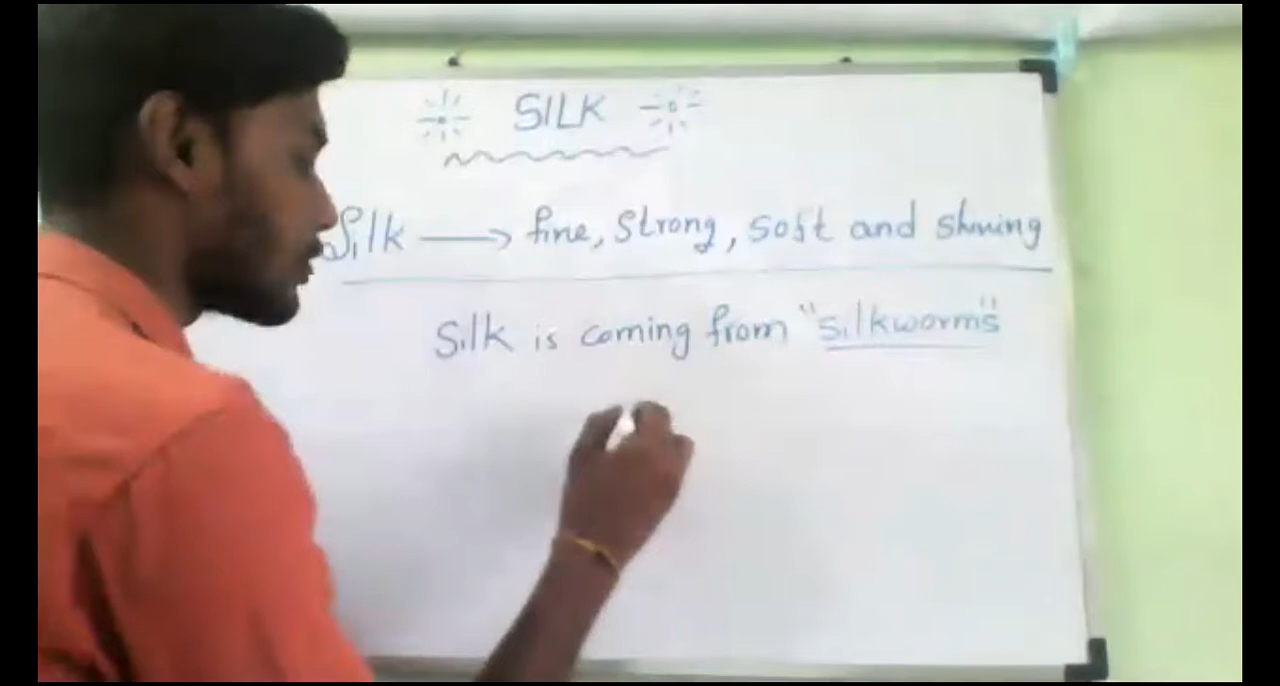 SILK
Silk → fine, strong, soft and shining
Silk is coming from "silkworms"